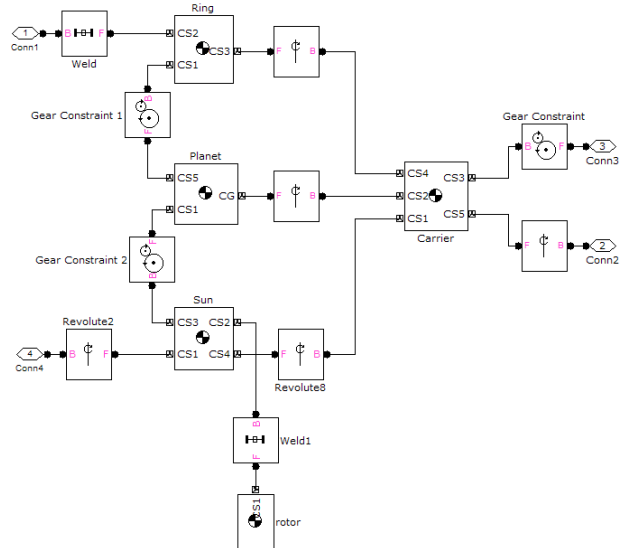 Ring
1
Conn1
B
F
Weld
CS2
CS3
CS1
F
B
Gear Constraint 1
B
F
Gear Constraint
B
F
3
Conn3
Planet
CS5
CS1
CG
F
B
CS4
CS2
CS1
CS3
CS5
Carrier
B
F
2
Conn2
Gear Constraint 2
F
B
Sun
CS3
CS2
CS1
CS4
Revolute2
4
Conn4
B
F
F
B
Revolute8
B
F
Weld1
CS1
rotor